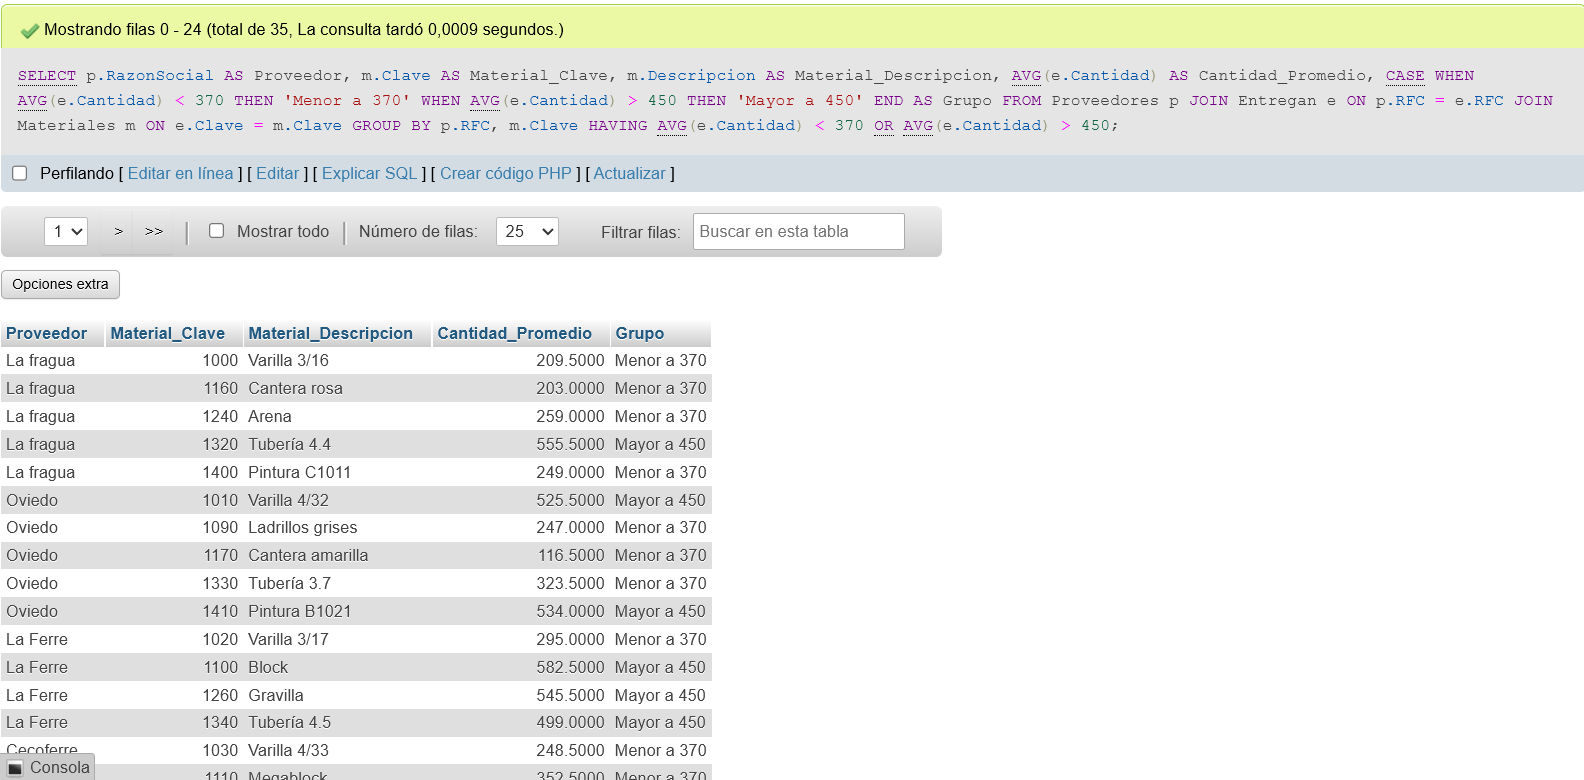 Mostrando filas 0 - 24 (total de 35, La consulta tardó 0,0009 segundos.)
SELECT p.RazonSocial AS Proveedor, m.Clave AS Material_Clave, m.Descripcion AS Material_Descripcion, AVG(e.Cantidad) AS Cantidad_Promedio, CASE WHEN
AVG(e.Cantidad) < 370 THEN 'Menor a 370' WHEN AVG(e.Cantidad) > 450 THEN 'Mayor a 450' END AS Grupo FROM Proveedores p JOIN Entregan e ON p.RFC = e.RFC JOIN
Materiales m ON e.Clave = m.Clave GROUP BY p.RFC, m.Clave HAVING AVG(e.Cantidad) < 370 OR AVG(e.Cantidad) > 450;
Perfilando [ Editar en línea ] [ Editar ] [ Explicar SQL ] [ Crear código PHP ] [ Actualizar ]
1 > >> | Mostrar todo | Número de filas: 25 Filtrar filas: Buscar en esta tabla
Opciones extra
Proveedor Material_Clave Material_Descripcion Cantidad_Promedio Grupo
La fragua 1000 Varilla 3/16 209.5000 Menor a 370
La fragua 1160 Cantera rosa 203.0000 Menor a 370
La fragua 1240 Arena 259.0000 Menor a 370
La fragua 1320 Tubería 4.4 555.5000 Mayor a 450
La fragua 1400 Pintura C1011 249.0000 Menor a 370
Oviedo 1010 Varilla 4/32 525.5000 Mayor a 450
Oviedo 1090 Ladrillos grises 247.0000 Menor a 370
Oviedo 1170 Cantera amarilla 116.5000 Menor a 370
Oviedo 1330 Tubería 3.7 323.5000 Menor a 370
Oviedo 1410 Pintura B1021 534.0000 Mayor a 450
La Ferre 1020 Varilla 3/17 295.0000 Menor a 370
La Ferre 1100 Block 582.5000 Mayor a 450
La Ferre 1260 Gravilla 545.5000 Mayor a 450
La Ferre 1340 Tubería 4.5 499.0000 Mayor a 450
Cecoferre 1030 Varilla 4/33 248.5000 Menor a 370
1110 Megablock 352.5000 Menor a 370
Consola